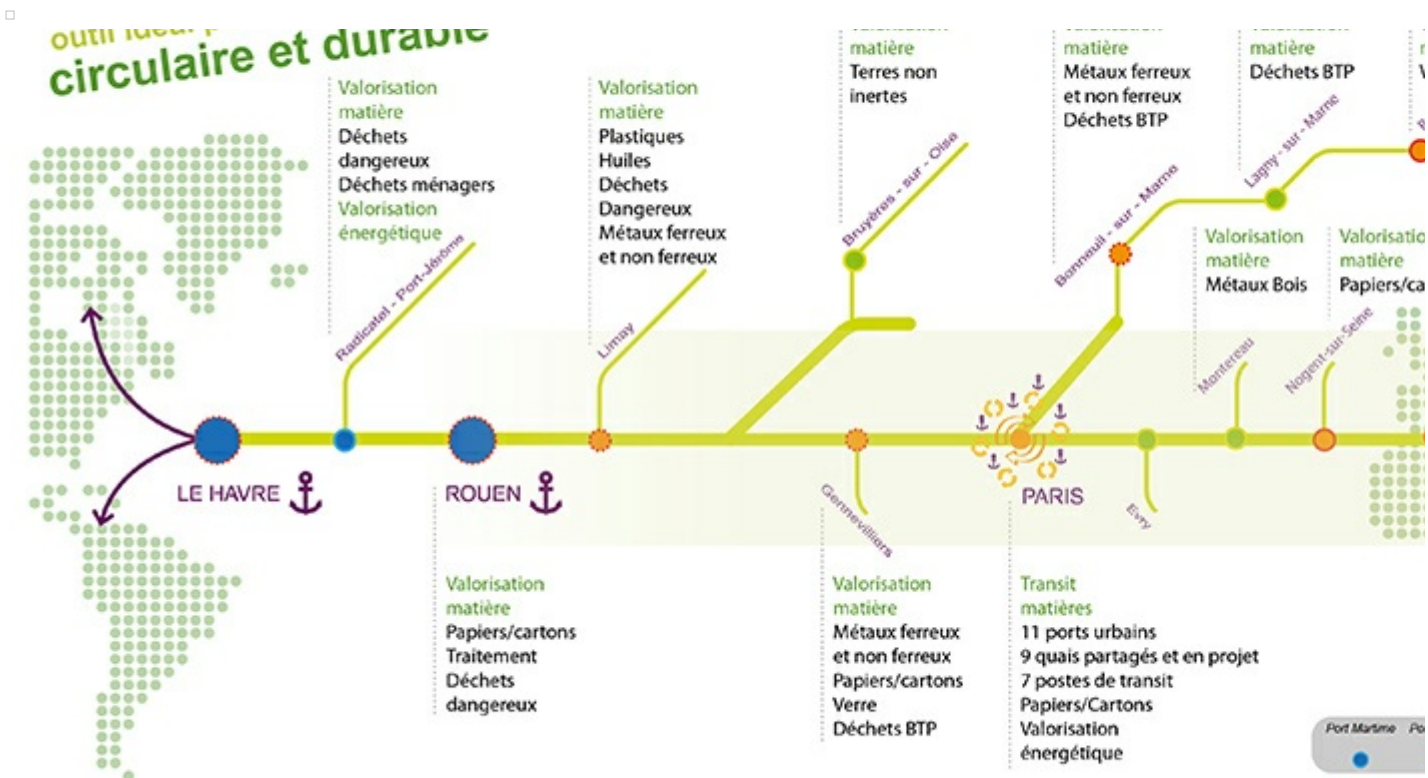 circulaire et durable
Valorisation
matière
Déchets
dangereux
Déchets ménagers
Valorisation
énergétique
Radicatel - Port-Jérôme
Valorisation
matière
Plastiques
Huiles
Déchets
Dangereux
Métaux ferreux
et non ferreux
Limay
matière
Terres non
inertes
Bruyères - sur - Oise
matière
Métaux ferreux
et non ferreux
Déchets BTP
Bonneuil - sur - Marne
matière
Déchets BTP
Lagny - sur - Marne
Valorisation
matière
Métaux Bois
Montereau
matière
Nogent-sur-Seine
LE HAVRE
ROUEN
Gennevilliers
PARIS
Evry
Valorisation
matière
Papiers/cartons
Traitement
Déchets
dangereux
Valorisation
matière
Métaux ferreux
et non ferreux
Papiers/cartons
Verre
Déchets BTP
Transit
matières
11 ports urbains
9 quais partagés et en projet
7 postes de transit
Papiers/Cartons
Valorisation
énergétique
Port Martime